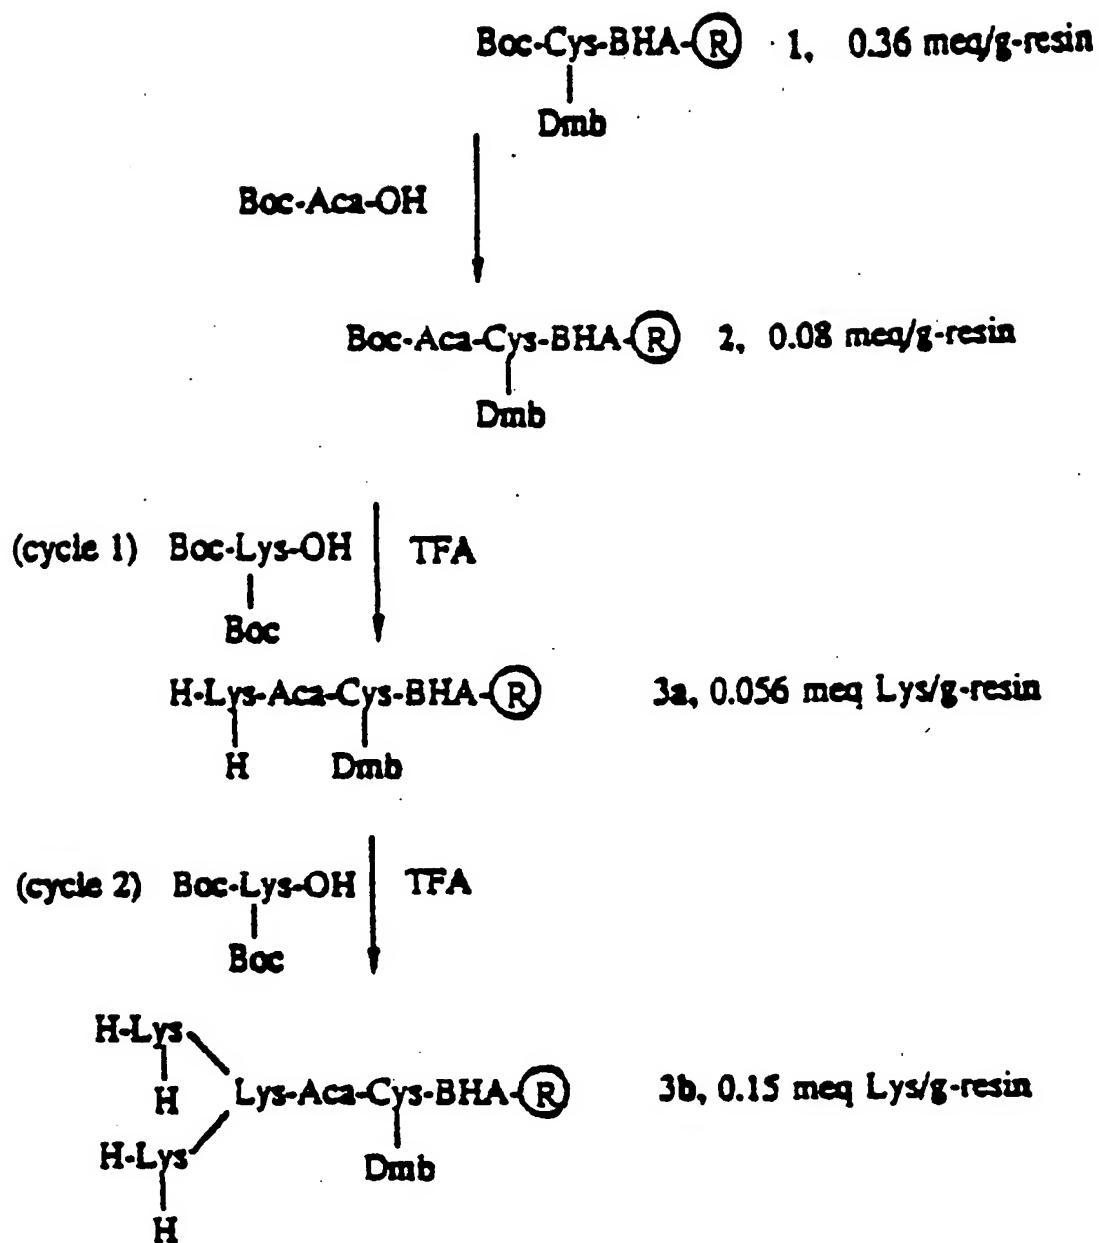 Boc-Cys-BHA-R 1, 0.36 meq/g-resin
Dmb
Boc-Aca-OH
Boc-Aca-Cys-BHA-R 2, 0.08 meq/g-resin
Dmb
(cycle 1) Boc-Lys-OH TFA
Boc
H-Lys-Aca-Cys-BHA-R 3a, 0.056 meq Lys/g-resin
H Dmb
(cycle 2) Boc-Lys-OH TFA
Boc
H-Lys
H Lys-Aca-Cys-BHA-R 3b, 0.15 meq Lys/g-resin
H-Lys Dmb
H